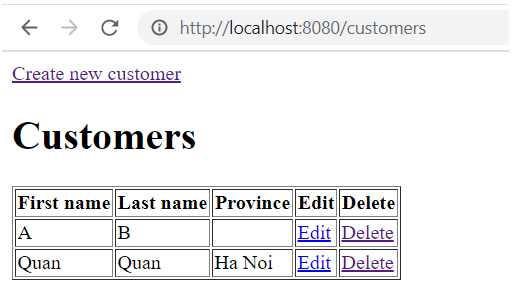 http://localhost:8080/customers
Create new customer
Customers
First name Last name Province Edit Delete
A B Edit Delete
Quan Quan Ha Noi Edit Delete